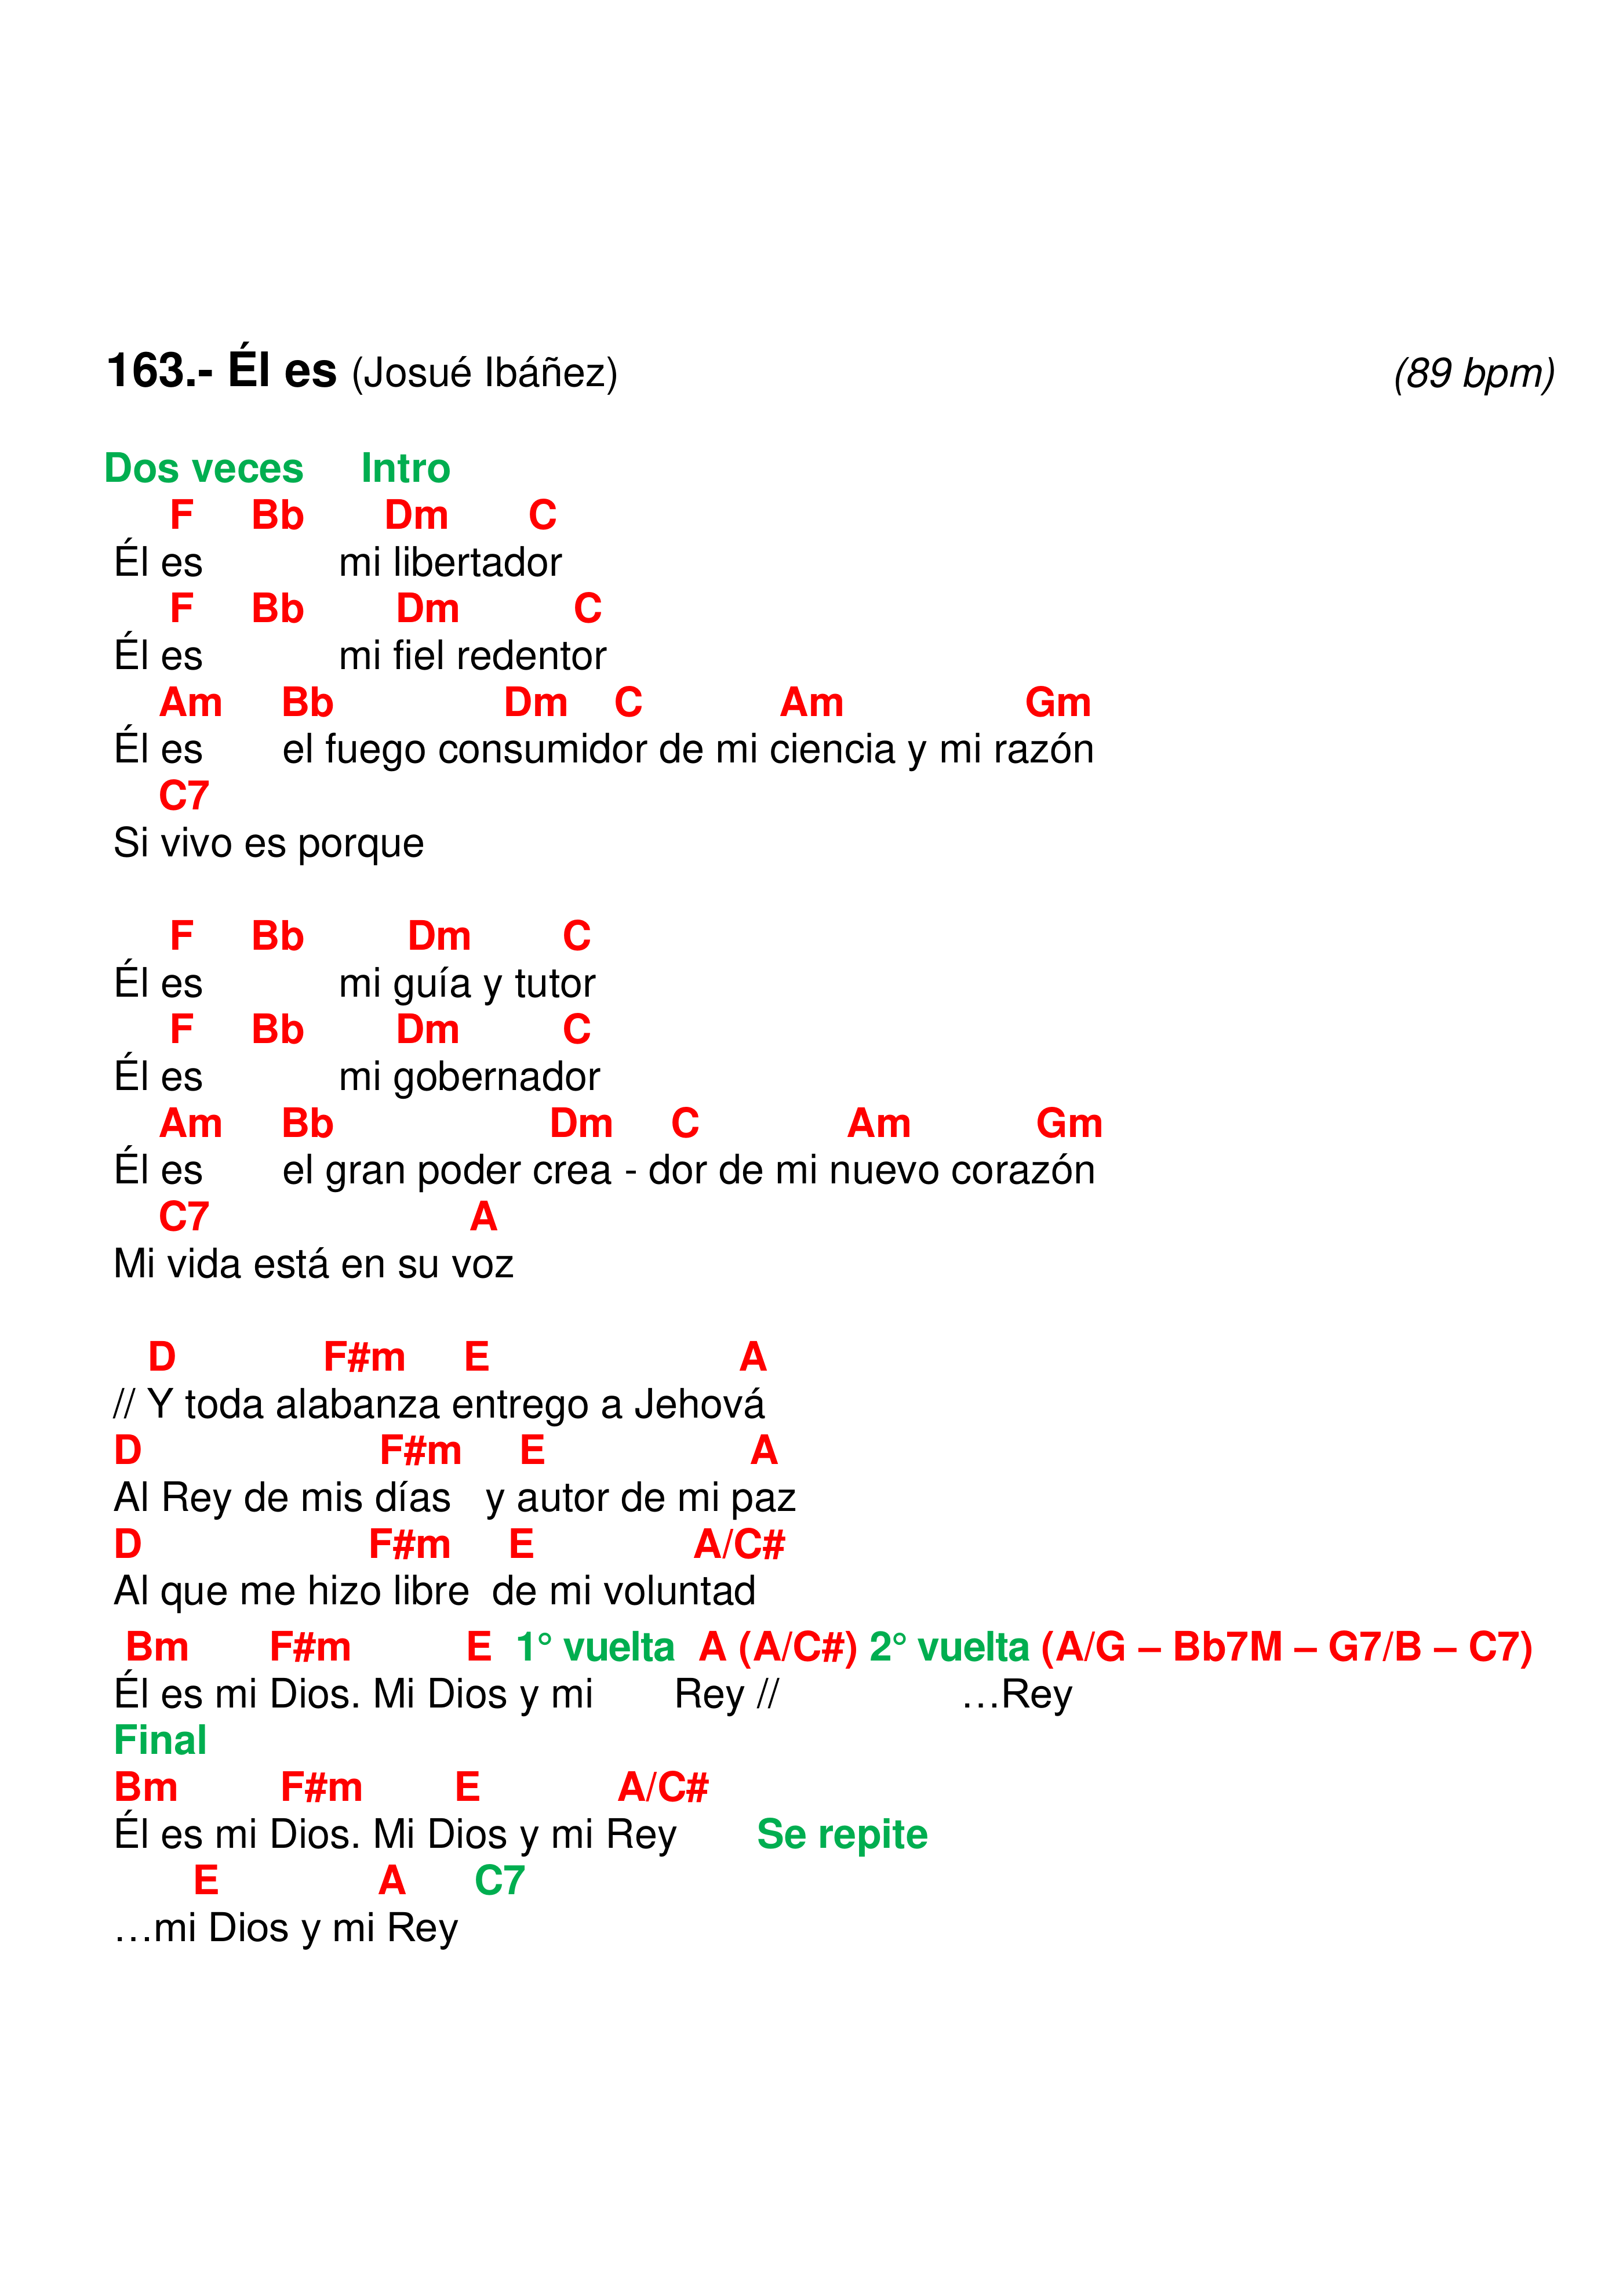 163.- Él es (Josué Ibáñez) (89 bpm)
Dos veces Intro
F Bb Dm C
Él es mi libertador
F Bb Dm C
Él es mi fiel redentor
Am Bb Dm C Am Gm
Él es el fuego consumidor de mi ciencia y mi razón
C7
Si vivo es porque
F Bb Dm C
Él es mi guía y tutor
F Bb Dm C
Él es mi gobernador
Am Bb Dm C Am Gm
Él es el gran poder crea - dor de mi nuevo corazón
C7 A
Mi vida está en su voz
D F#m E A
// Y toda alabanza entrego a Jehová
D F#m E A
Al Rey de mis días y autor de mi paz
D F#m E A/C#
Al que me hizo libre de mi voluntad
Bm F#m E 1° vuelta A (A/C#) 2° vuelta (A/G – Bb7M – G7/B – C7)
Él es mi Dios. Mi Dios y mi Rey // …Rey
Final
Bm F#m E A/C#
Él es mi Dios. Mi Dios y mi Rey Se repite
E A C7
…mi Dios y mi Rey